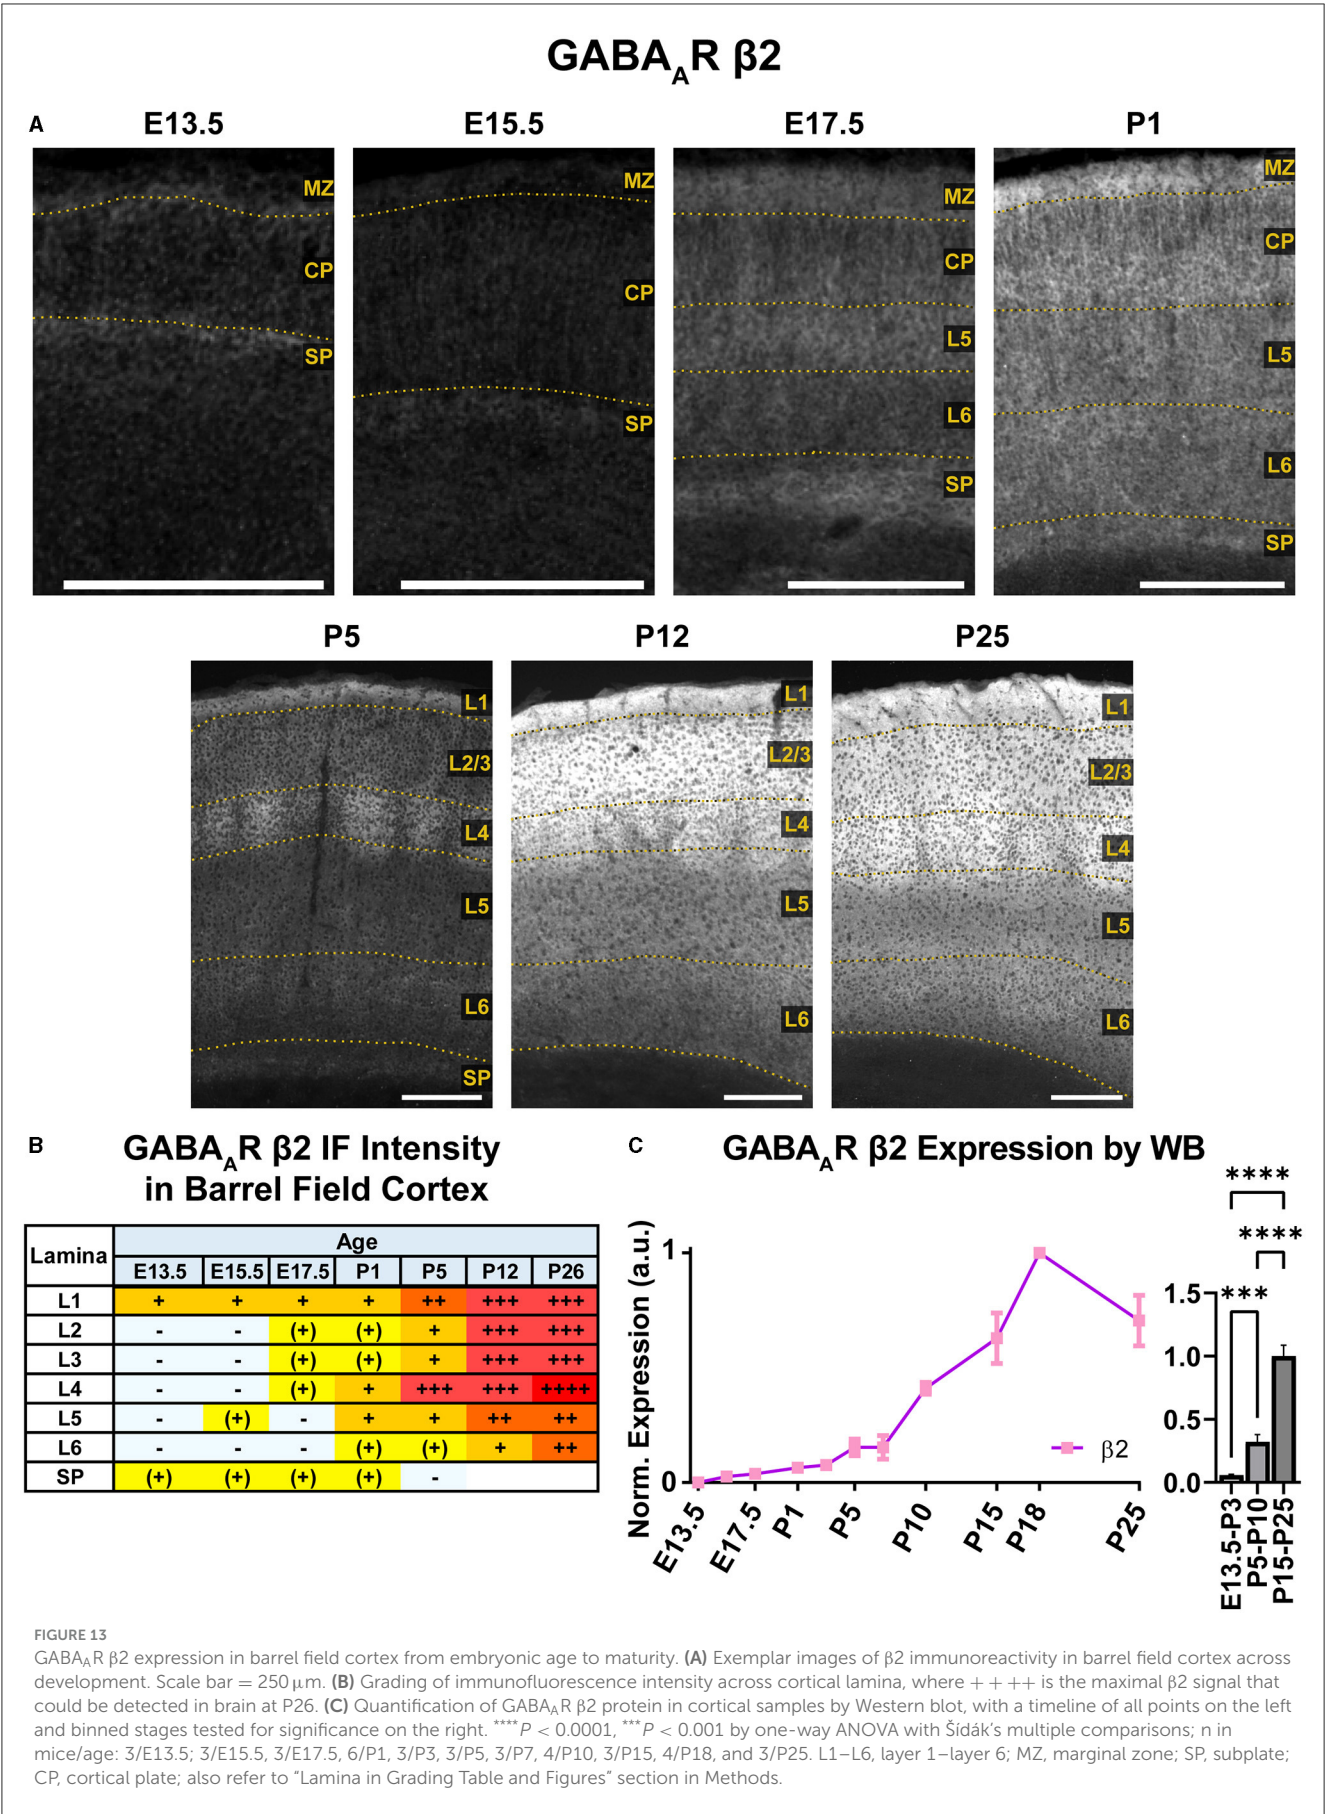 GABAAR β2
A
E13.5 E15.5 E17.5 P1
MZ
CP
SP
MZ
CP
SP
MZ
CP
L5
L6
SP
MZ
CP
L5
L6
SP
P5 P12 P25
L1
L2/3
L4
L5
L6
SP
L1
L2/3
L4
L5
L6
L1
L2/3
L4
L5
L6
B
GABAAR β2 IF Intensity
in Barrel Field Cortex
Lamina Age
E13.5 E15.5 E17.5 P1 P5 P12 P26
L1 + + + + ++ +++ +++
L2 - - (+) (+) + +++ +++
L3 - - (+) (+) + +++ +++
L4 - - (+) + +++ +++ ++++
L5 - (+) - + + ++ ++
L6 - - - (+) (+) + ++
SP (+) (+) (+) (+) -
C
GABAAR β2 Expression by WB
Norm. Expression (a.u.)
1
0
E13.5 E17.5 P1 P5 P10 P15 P18 P25
β2
****
****
***
1.5
1.0
0.5
0.0
E13.5-P3
P5-P10
P15-P25
FIGURE 13
GABAAR β2 expression in barrel field cortex from embryonic age to maturity. (A) Exemplar images of β2 immunoreactivity in barrel field cortex across
development. Scale bar = 250 μm. (B) Grading of immunofluorescence intensity across cortical lamina, where + + ++ is the maximal β2 signal that
could be detected in brain at P26. (C) Quantification of GABAAR β2 protein in cortical samples by Western blot, with a timeline of all points on the left
and binned stages tested for significance on the right. ****P < 0.0001, ***P < 0.001 by one-way ANOVA with Šídák's multiple comparisons; n in
mice/age: 3/E13.5; 3/E15.5, 3/E17.5, 6/P1, 3/P3, 3/P5, 3/P7, 4/P10, 3/P15, 4/P18, and 3/P25. L1–L6, layer 1–layer 6; MZ, marginal zone; SP, subplate;
CP, cortical plate; also refer to "Lamina in Grading Table and Figures" section in Methods.